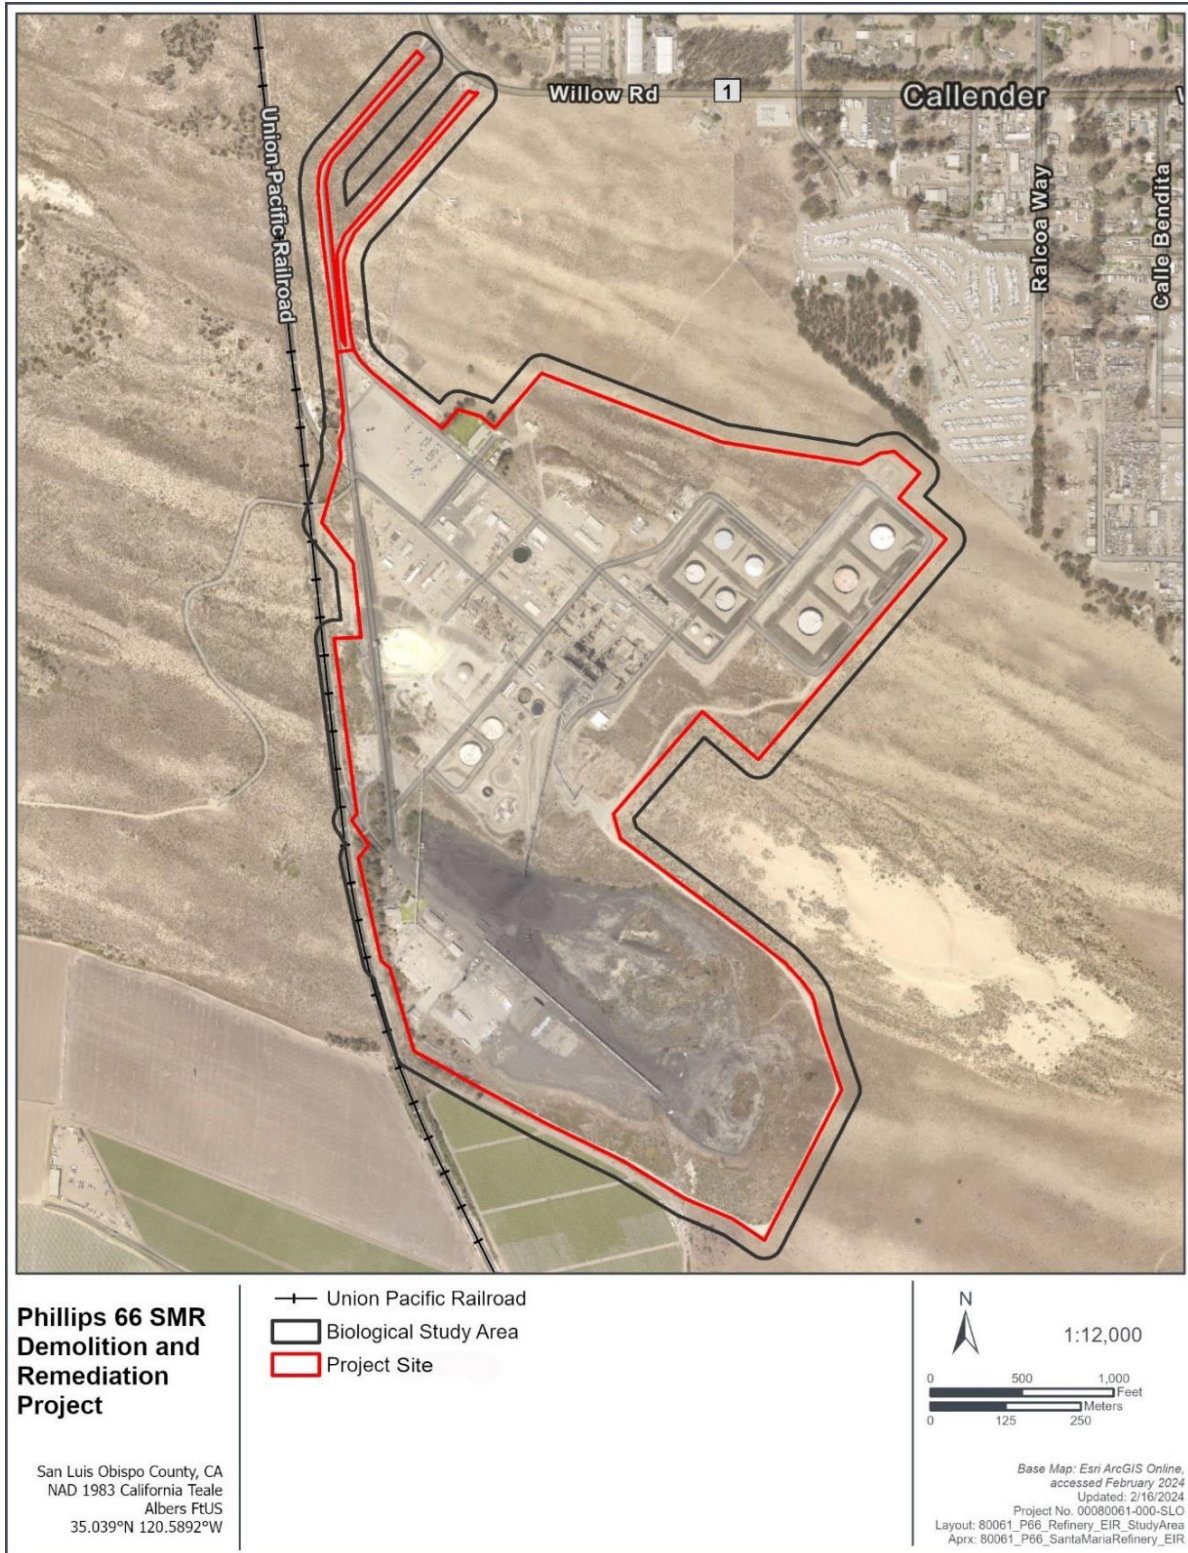 Willow Rd
1
Callender
Union Pacific Railroad
Ralcoa Way
Calle Bendita
Phillips 66 SMR
Demolition and
Remediation
Project
San Luis Obispo County, CA
NAD 1983 California Teale
Albers FtUS
35.039°N 120.5892°W
Union Pacific Railroad
Biological Study Area
Project Site
N
1:12,000
0 500 1,000
Feet
Meters
0 125 250
Base Map: Esri ArcGIS Online,
accessed February 2024
Updated: 2/16/2024
Project No. 00080061-000-SLO
Layout: 80061_P66_Refinery_EIR_StudyArea
Aprx: 80061_P66_SantaMariaRefinery_EIR